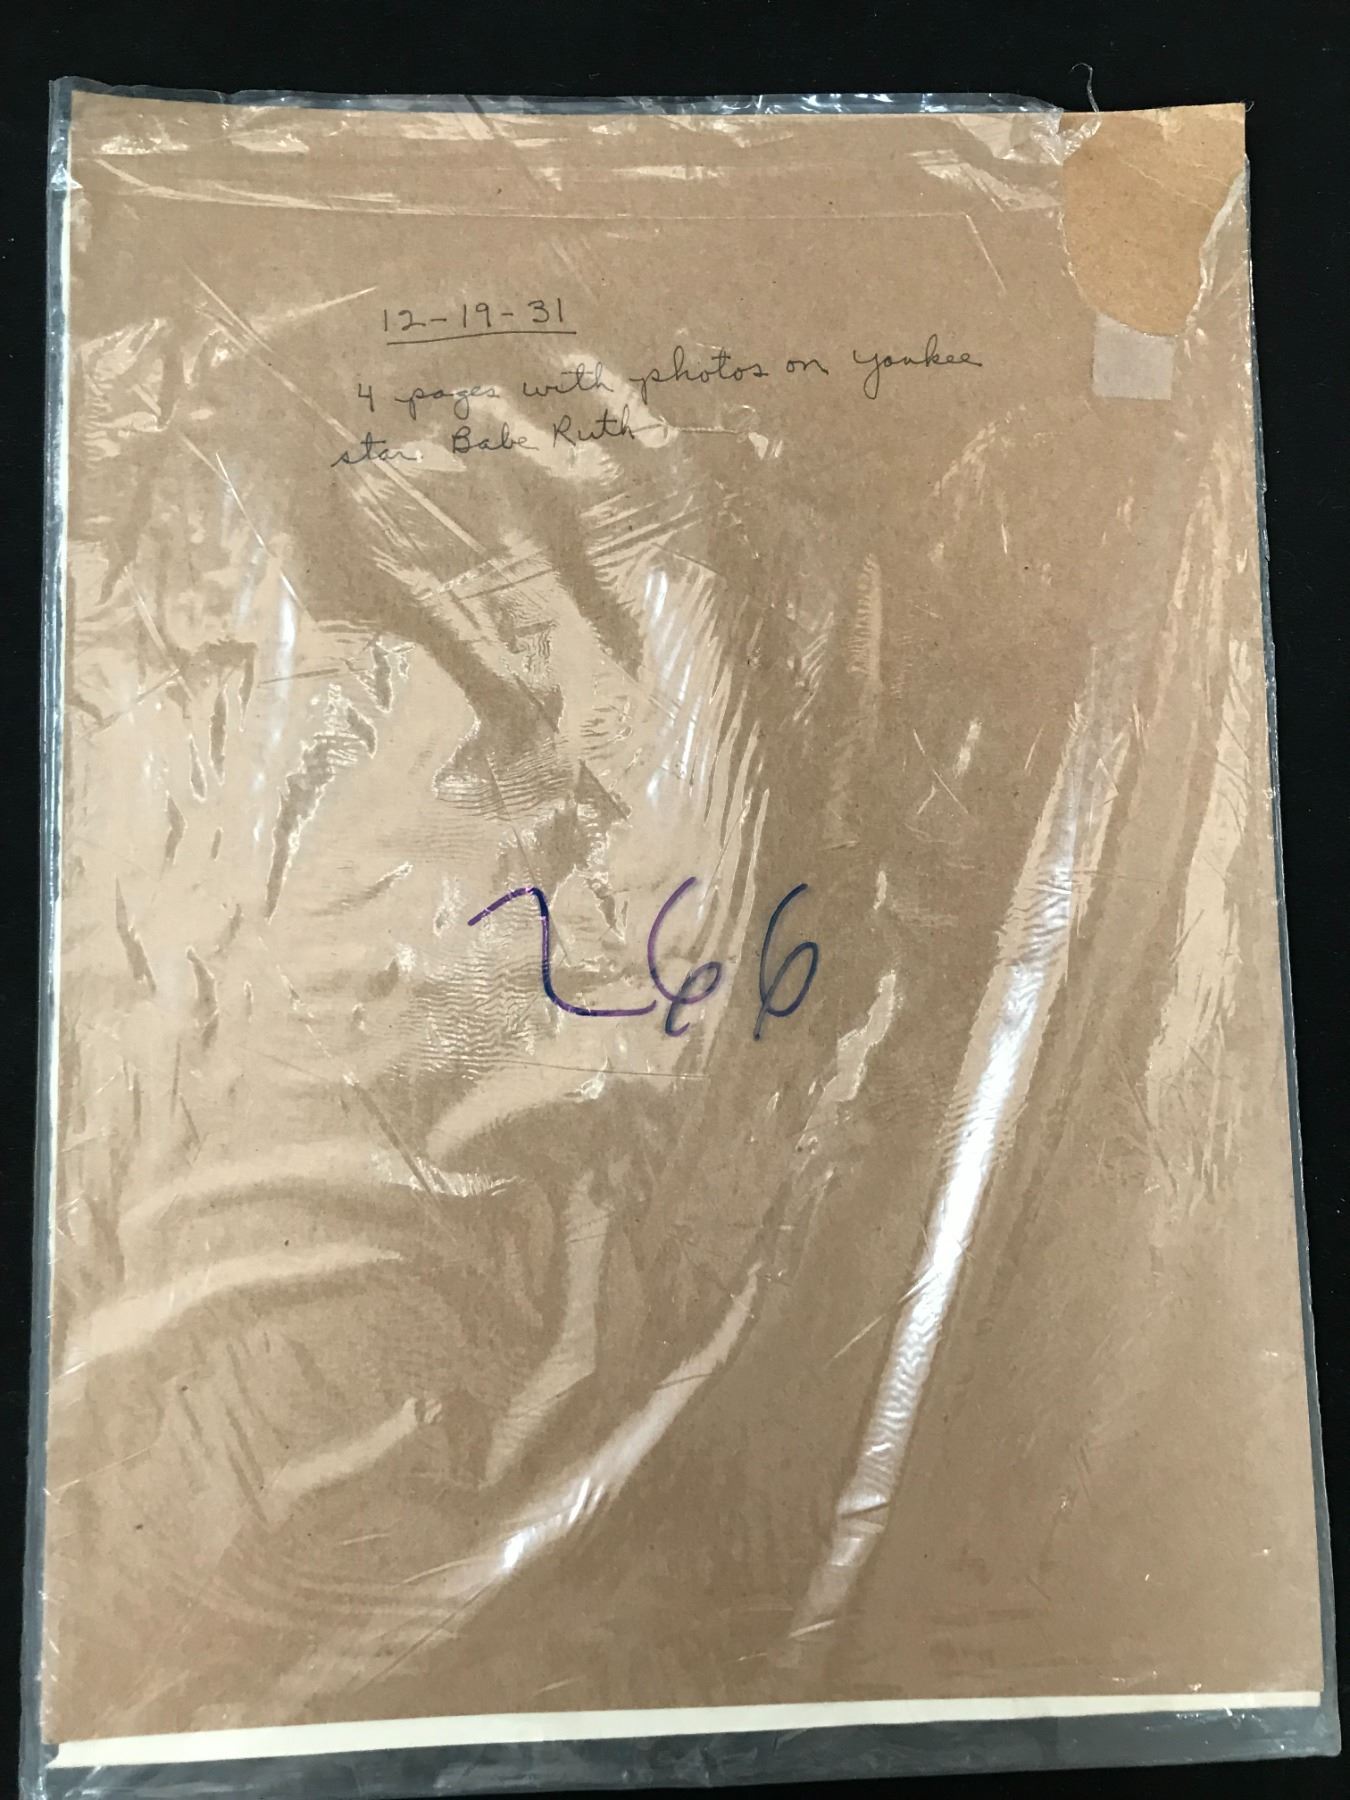 12-19-31
4 pages with photos on Yankee
star Babe Ruth
266